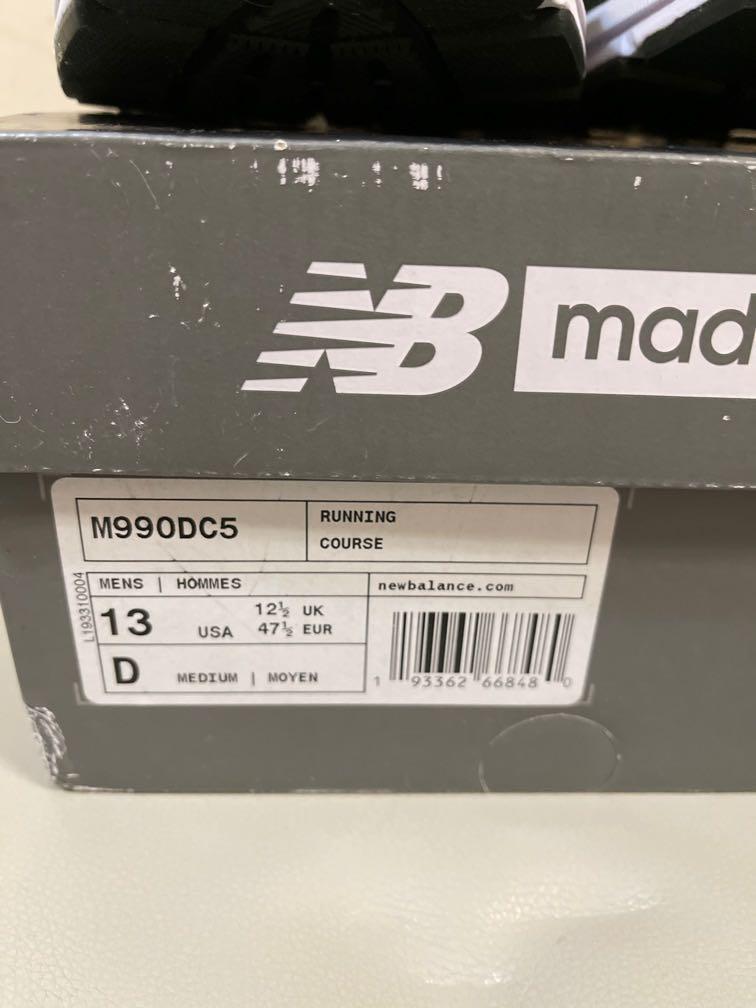 NB mad
M990DC5
RUNNING
COURSE
L193310004
MENS | HOMMES
newbalance.com
13 USA 12½ UK
47½ EUR
D MEDIUM | MOYEN
1 93362 66848 0